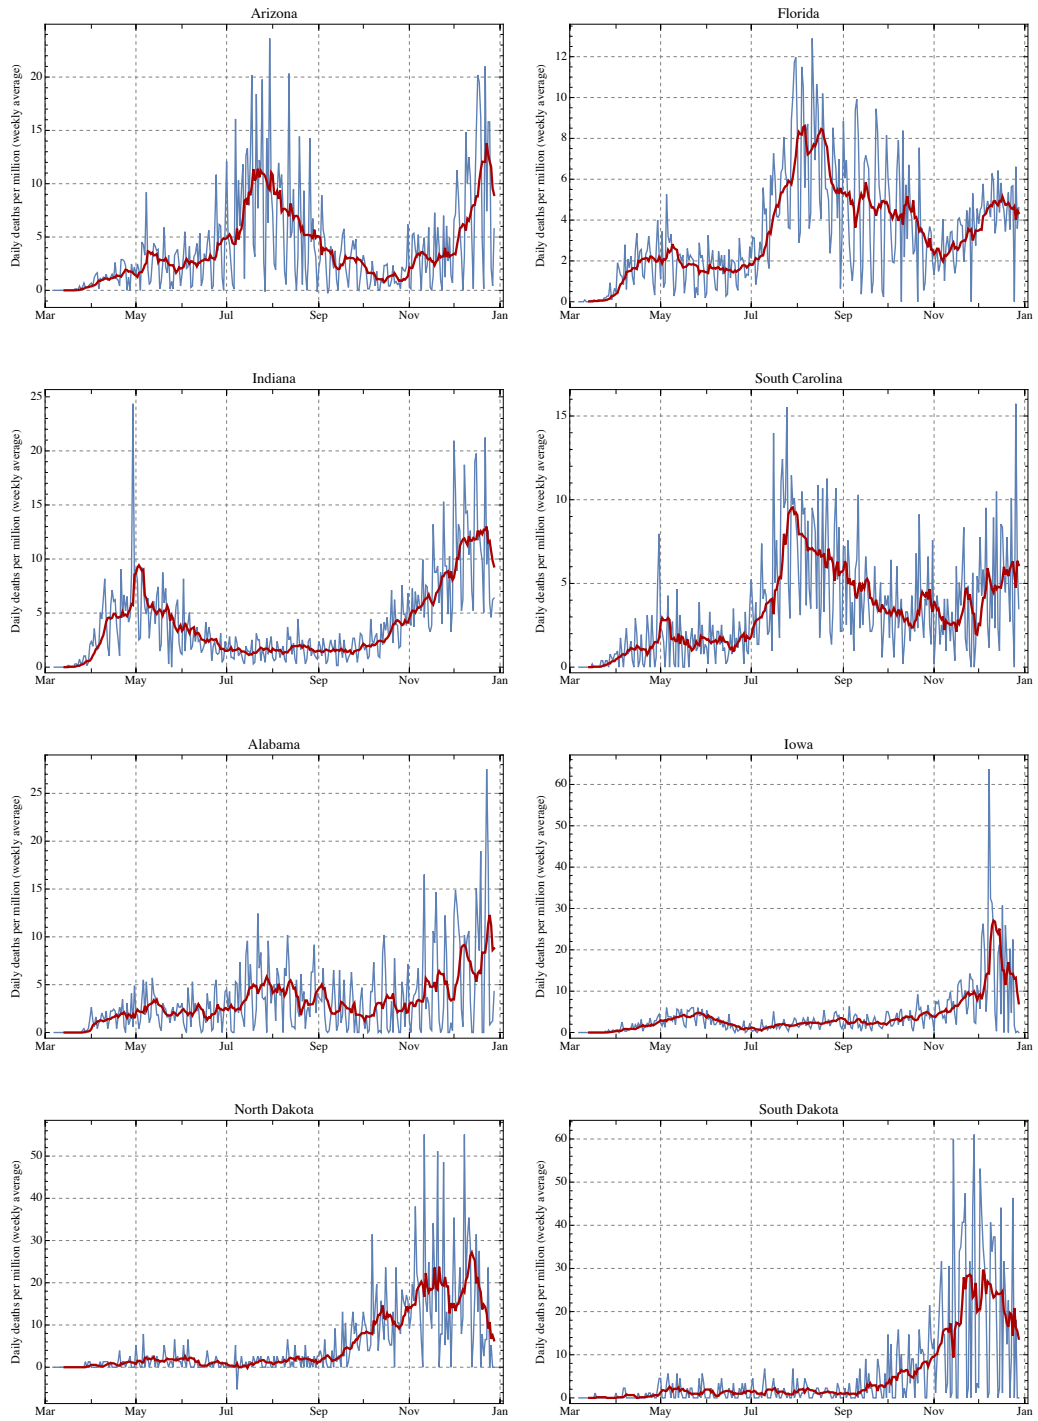 Arizona
Daily deaths per million (weekly average)
20
15
10
5
0
Mar May Jul Sep Nov Jan
Florida
Daily deaths per million (weekly average)
12
10
8
6
4
2
0
Mar May Jul Sep Nov Jan
Indiana
Daily deaths per million (weekly average)
25
20
15
10
5
0
Mar May Jul Sep Nov Jan
South Carolina
Daily deaths per million (weekly average)
15
10
5
0
Mar May Jul Sep Nov Jan
Alabama
Daily deaths per million (weekly average)
25
20
15
10
5
0
Mar May Jul Sep Nov Jan
Iowa
Daily deaths per million (weekly average)
60
50
40
30
20
10
0
Mar May Jul Sep Nov Jan
North Dakota
Daily deaths per million (weekly average)
50
40
30
20
10
0
Mar May Jul Sep Nov Jan
South Dakota
Daily deaths per million (weekly average)
60
50
40
30
20
10
0
Mar May Jul Sep Nov Jan